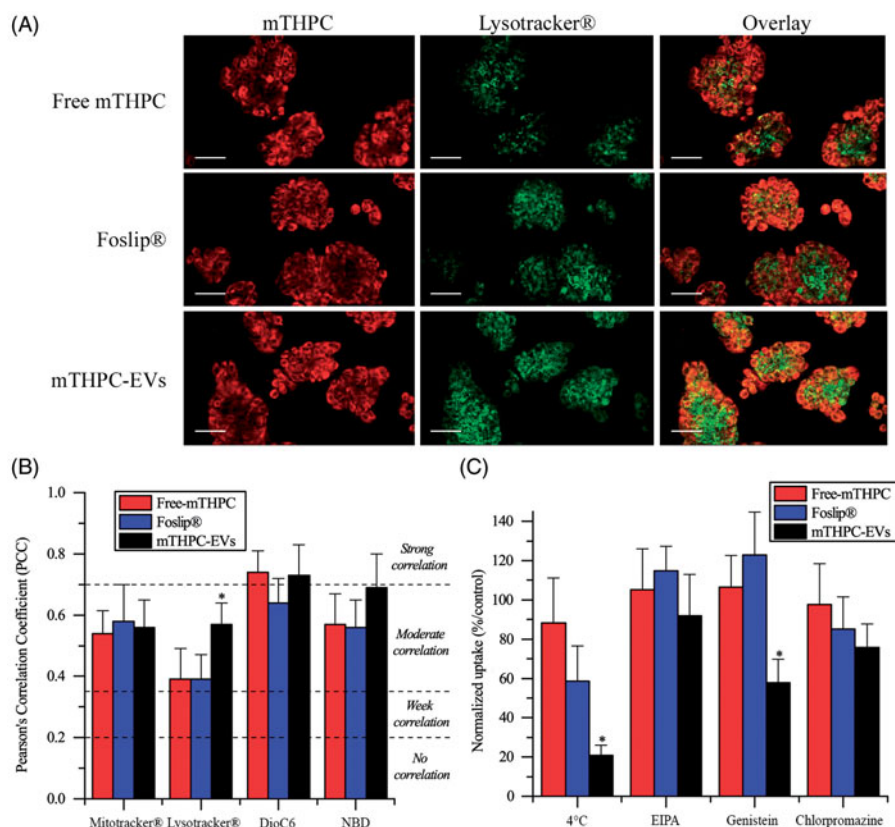 (A)
mTHPC Lysotracker® Overlay
Free mTHPC
Foslip®
mTHPC-EVs
(B)
Pearson's Correlation Coefficient (PCC)
1.0
0.8
0.6
0.4
0.2
0.0
Free-mTHPC
Foslip®
mTHPC-EVs
*
Strong
correlation
Moderate
correlation
Week
correlation
No
correlation
Mitotracker® Lysotracker® DioC6 NBD
(C)
Normalized uptake (%/control)
140
120
100
80
60
40
20
0
Free-mTHPC
Foslip®
mTHPC-EVs
*
*
4°C EIPA Genistein Chlorpromazine